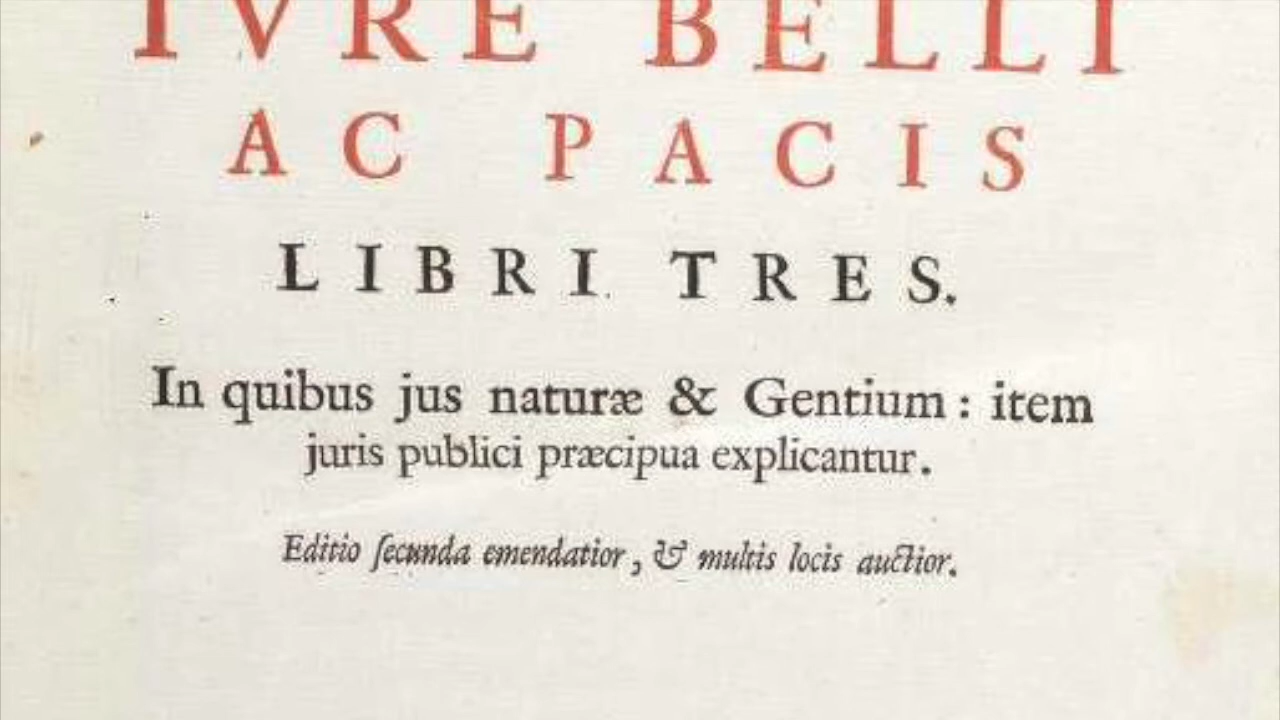 IVRE BELLI
AC PACIS
LIBRI TRES.
In quibus jus naturæ & Gentium : item
juris publici præcipua explicantur.
Editio ſecunda emendatior, & multis locis auctior.